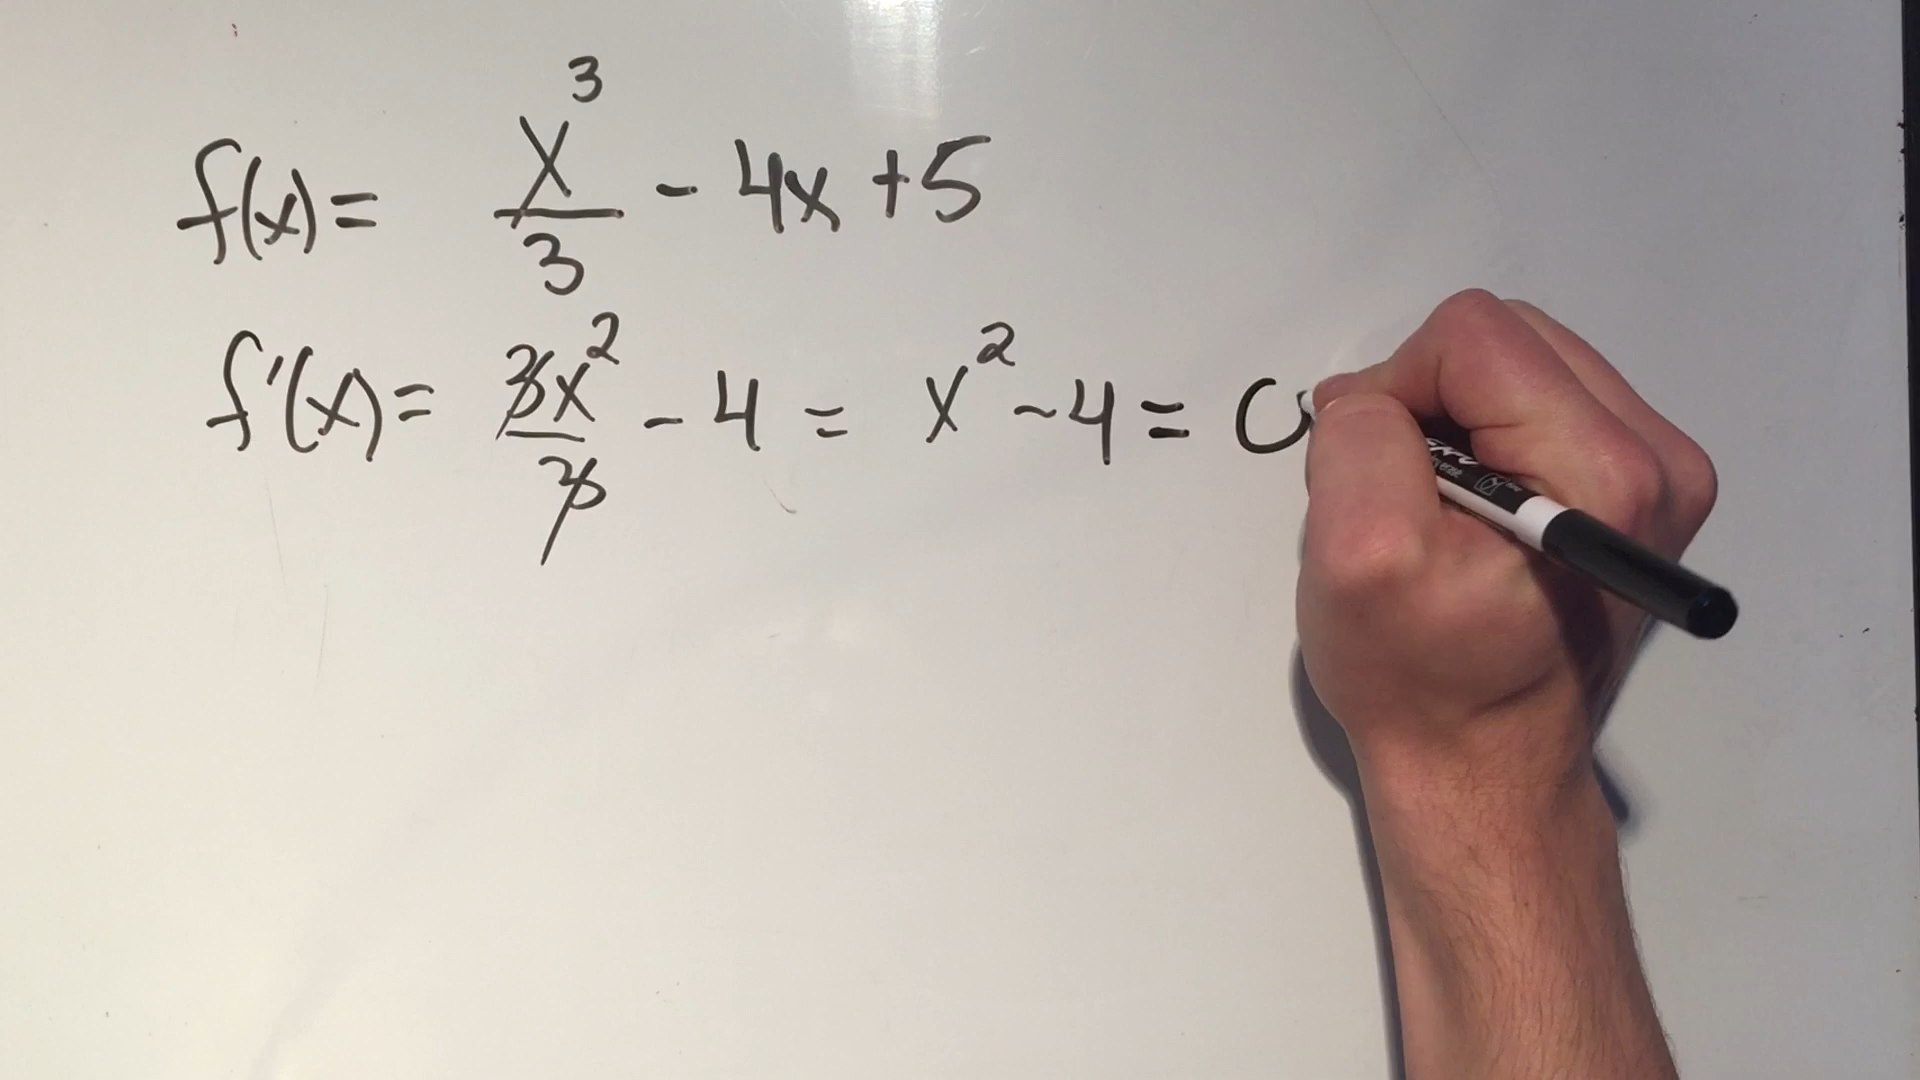 f(x) = x³/3 - 4x + 5
f'(x) = 3x²/3 - 4 = x² - 4 = 0